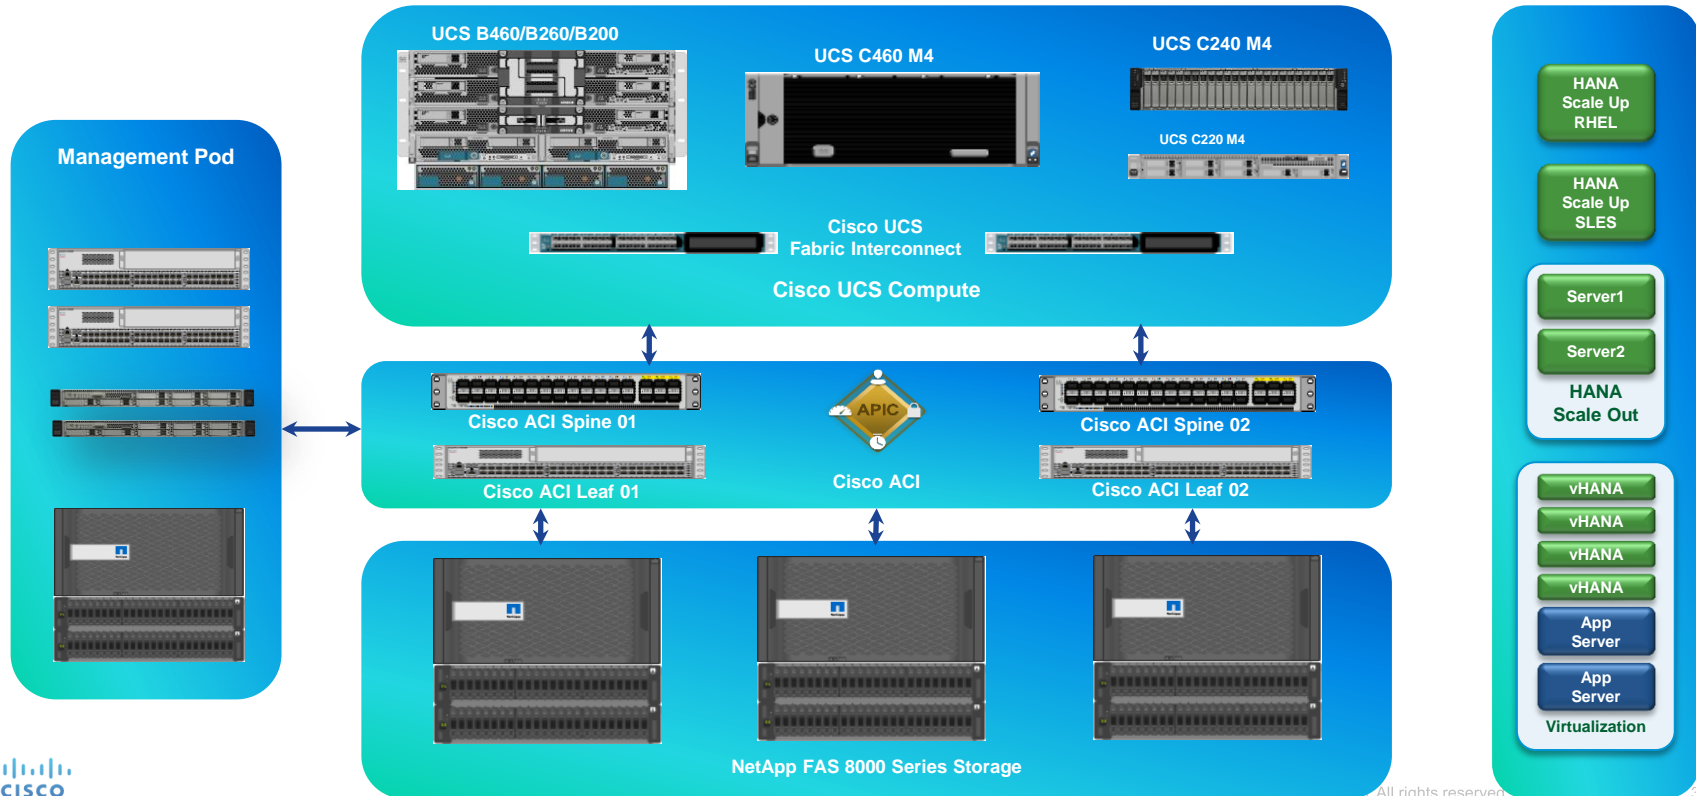 UCS B460/B260/B200
UCS C460 M4
UCS C240 M4
UCS C220 M4
Cisco UCS
Fabric Interconnect
Cisco UCS Compute
Management Pod
Cisco ACI Spine 01
APIC
Cisco ACI Spine 02
Cisco ACI Leaf 01
Cisco ACI
Cisco ACI Leaf 02
NetApp FAS 8000 Series Storage
HANA
Scale Up
RHEL
HANA
Scale Up
SLES
Server1
Server2
HANA
Scale Out
vHANA
vHANA
vHANA
vHANA
App
Server
App
Server
Virtualization
CISCO
All rights reserved